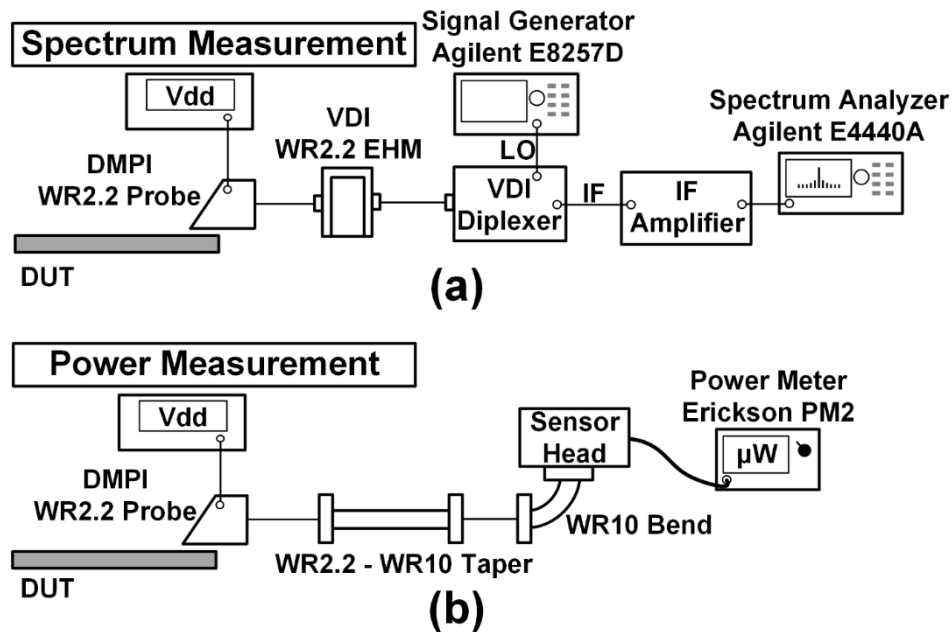 Spectrum Measurement
Signal Generator
Agilent E8257D
Vdd
VDI
WR2.2 EHM
DMPI
WR2.2 Probe
LO
VDI
Diplexer
IF
IF
Amplifier
Spectrum Analyzer
Agilent E4440A
DUT
(a)
Power Measurement
Vdd
DMPI
WR2.2 Probe
Sensor
Head
Power Meter
Erickson PM2
µW
WR10 Bend
WR2.2 - WR10 Taper
DUT
(b)